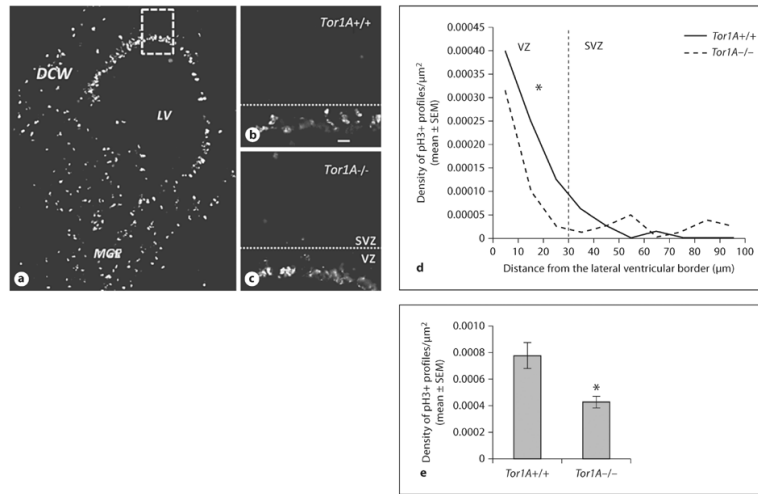 DCW
LV
MGE
a
Tor1A+/+
b
Tor1A-/-
SVZ
VZ
c
Density of pH3+ profiles/µm²
(mean ± SEM)
0.00045
0.00040
0.00035
0.00030
0.00025
0.00020
0.00015
0.00010
0.00005
0
VZ
SVZ
*
Tor1A+/+
Tor1A−/−
0 10 20 30 40 50 60 70 80 90 100
Distance from the lateral ventricular border (µm)
d
Density of pH3+ profiles/µm²
(mean ± SEM)
0.0010
0.0008
0.0006
0.0004
0.0002
0
*
Tor1A+/+ Tor1A−/−
e